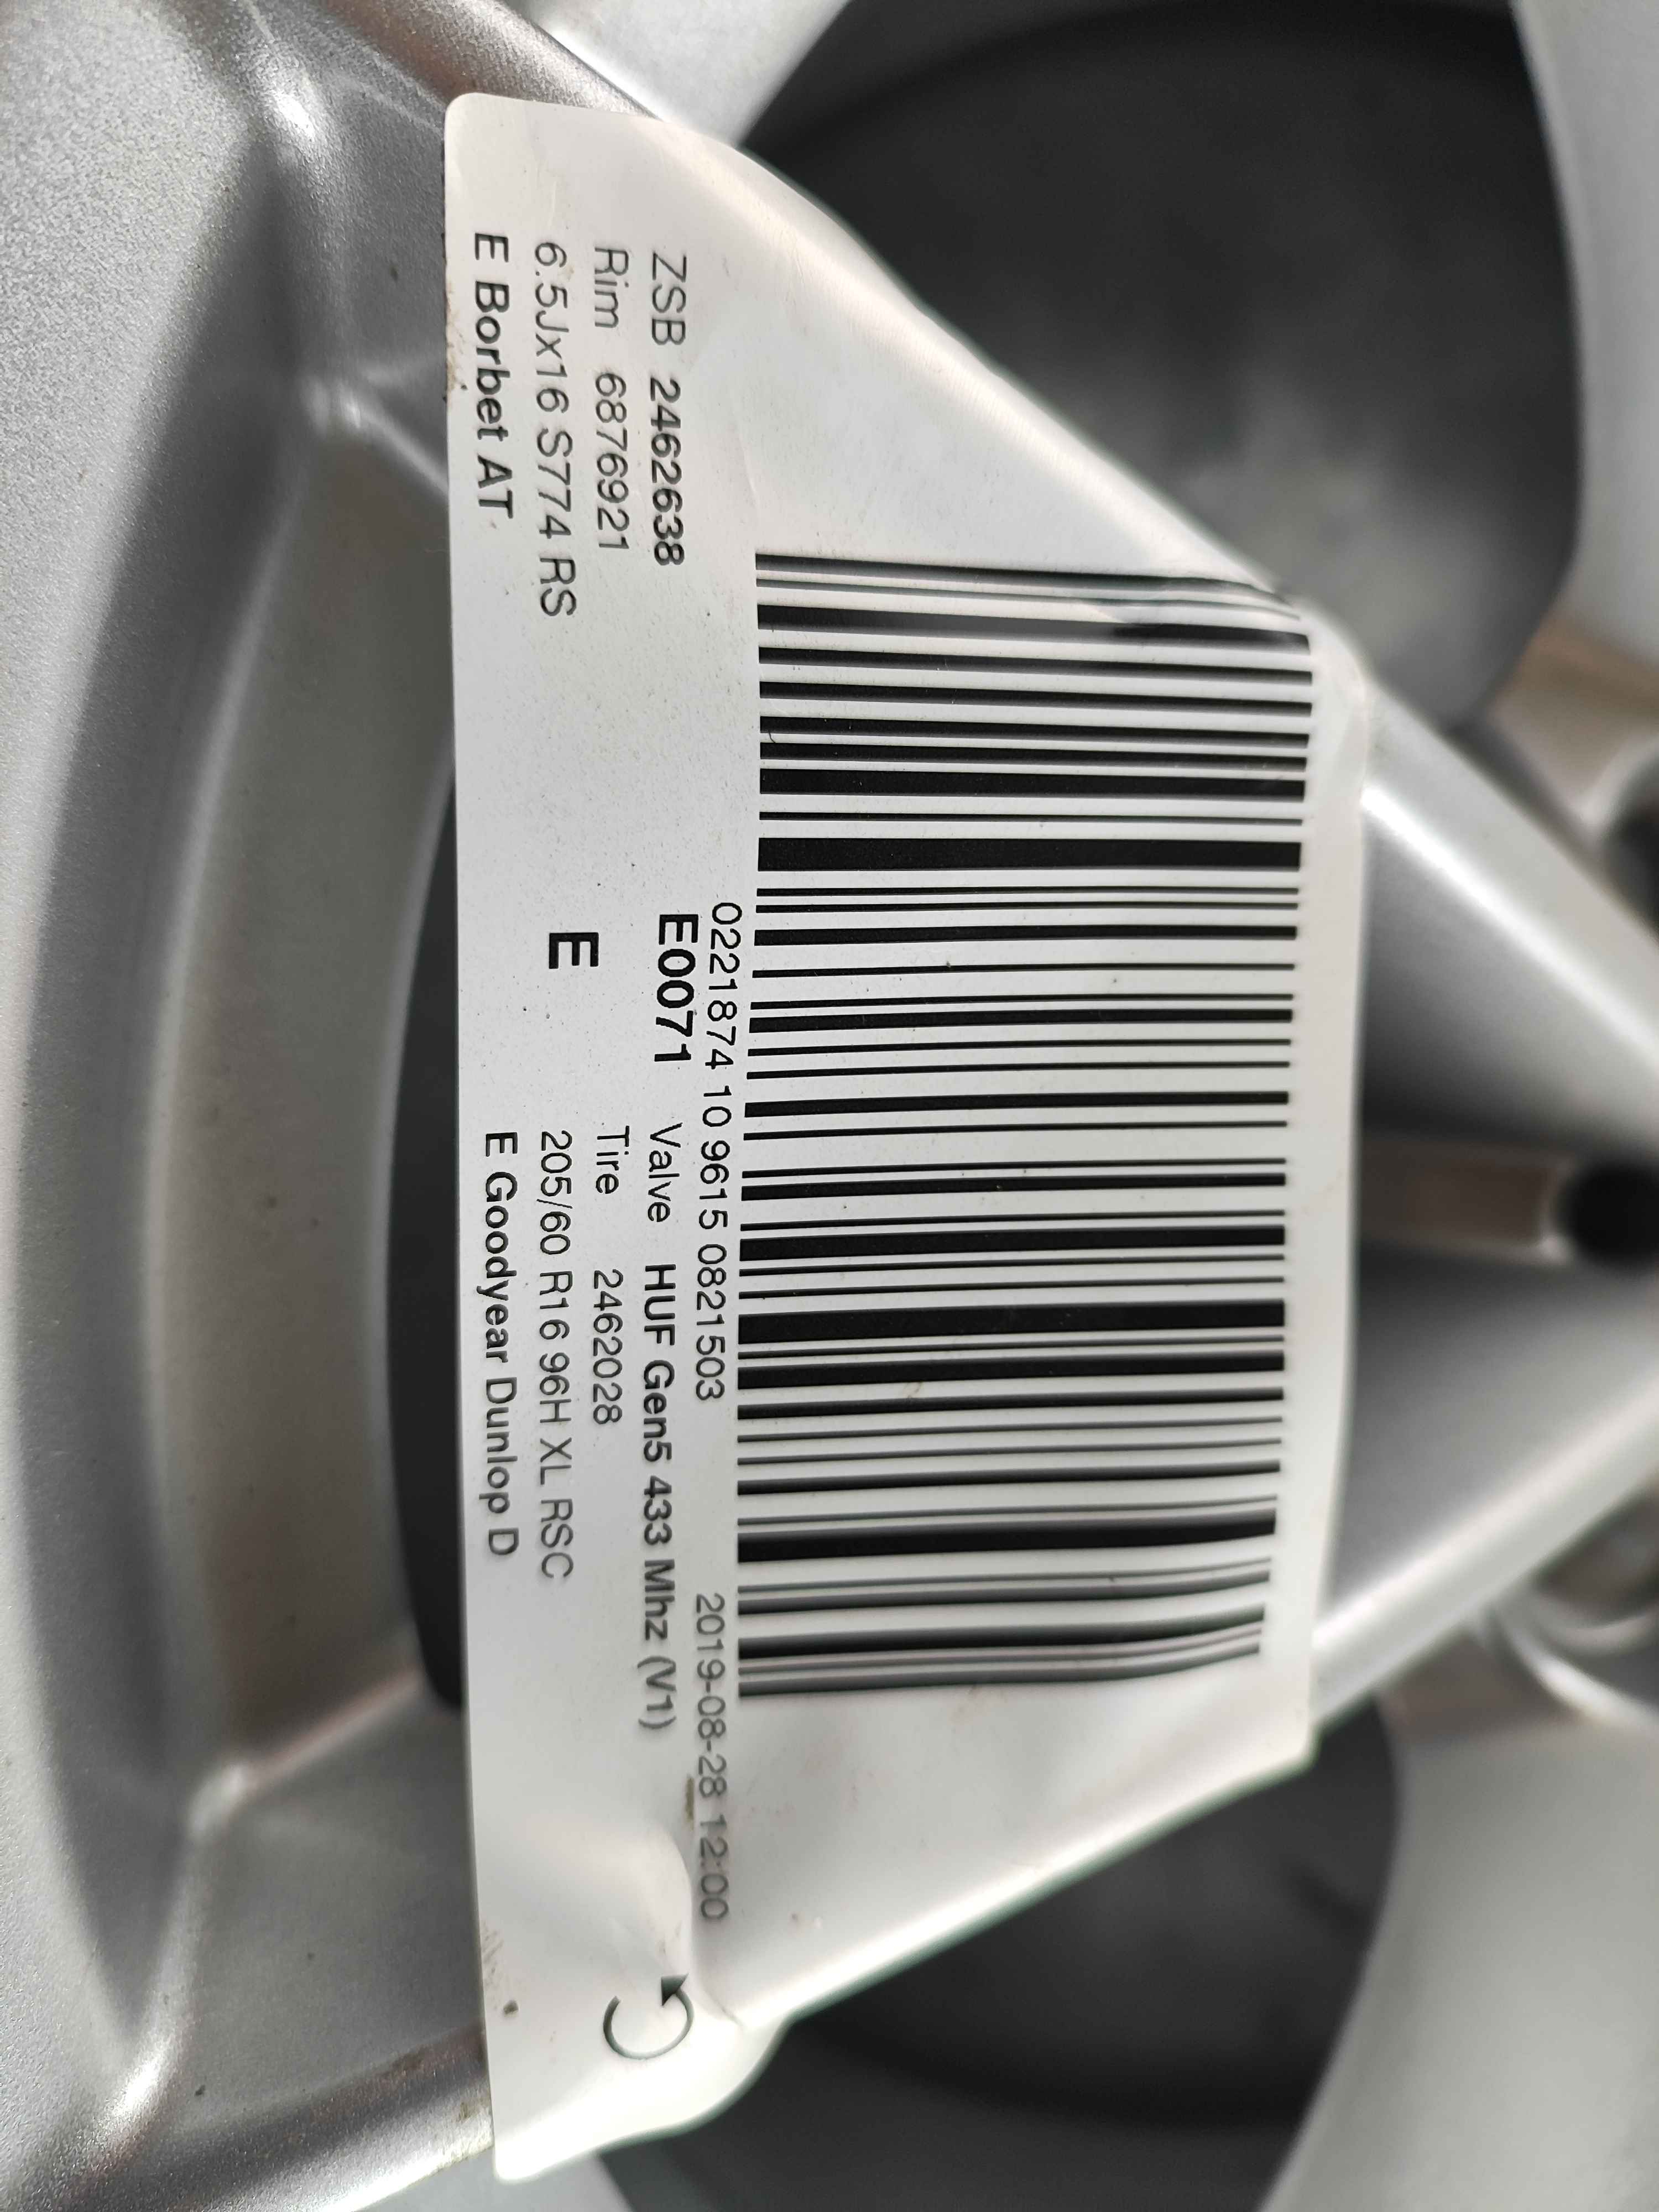 0221874 10 9615 0821503 2019-08-28 12:00
ZSB 2462638 E0071 Valve HUF Gen5 433 Mhz (V1)
Rim 6876921 Tire 2462028
6.5Jx16 S774 RS E 205/60 R16 96H XL RSC
E Borbet AT E Goodyear Dunlop D